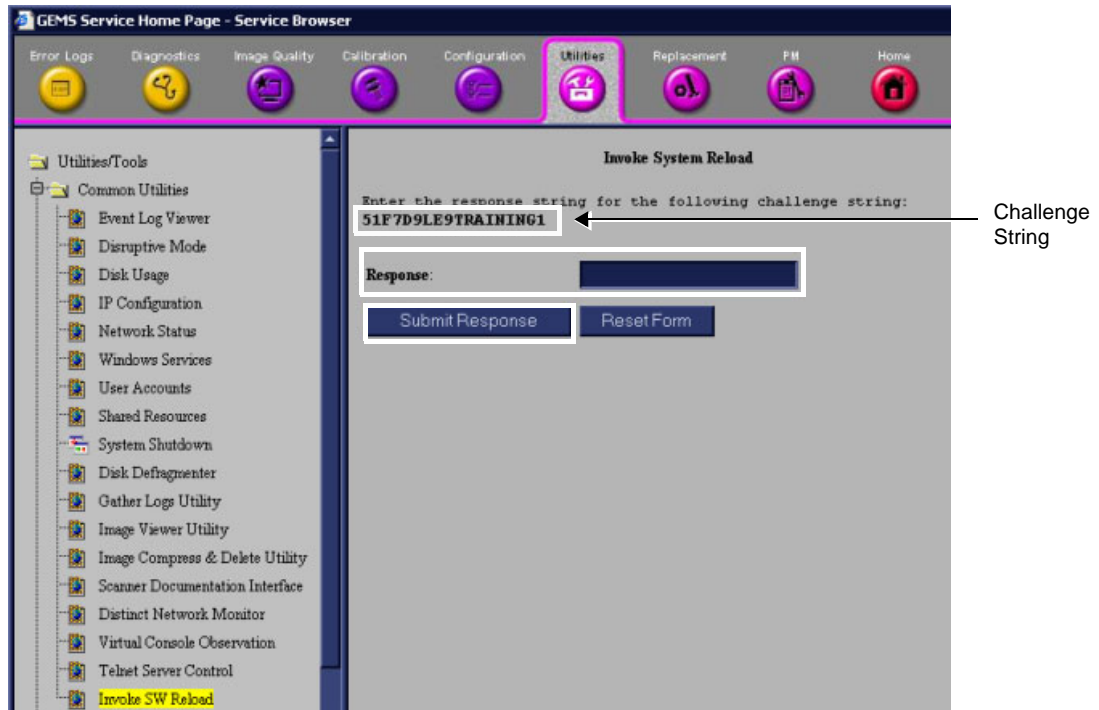 GEMS Service Home Page - Service Browser
Error Logs
Diagnostics
Image Quality
Calibration
Configuration
Utilities
Replacement
PM
Home
Utilities/Tools
Common Utilities
Event Log Viewer
Disruptive Mode
Disk Usage
IP Configuration
Network Status
Windows Services
User Accounts
Shared Resources
System Shutdown
Disk Defragmenter
Gather Logs Utility
Image Viewer Utility
Image Compress & Delete Utility
Scanner Documentation Interface
Distinct Network Monitor
Virtual Console Observation
Telnet Server Control
Invoke SW Reload
Invoke System Reload
Enter the response string for the following challenge string:
51F7D9LE9TRAINING1
Response:
Submit Response
Reset Form
Challenge
String